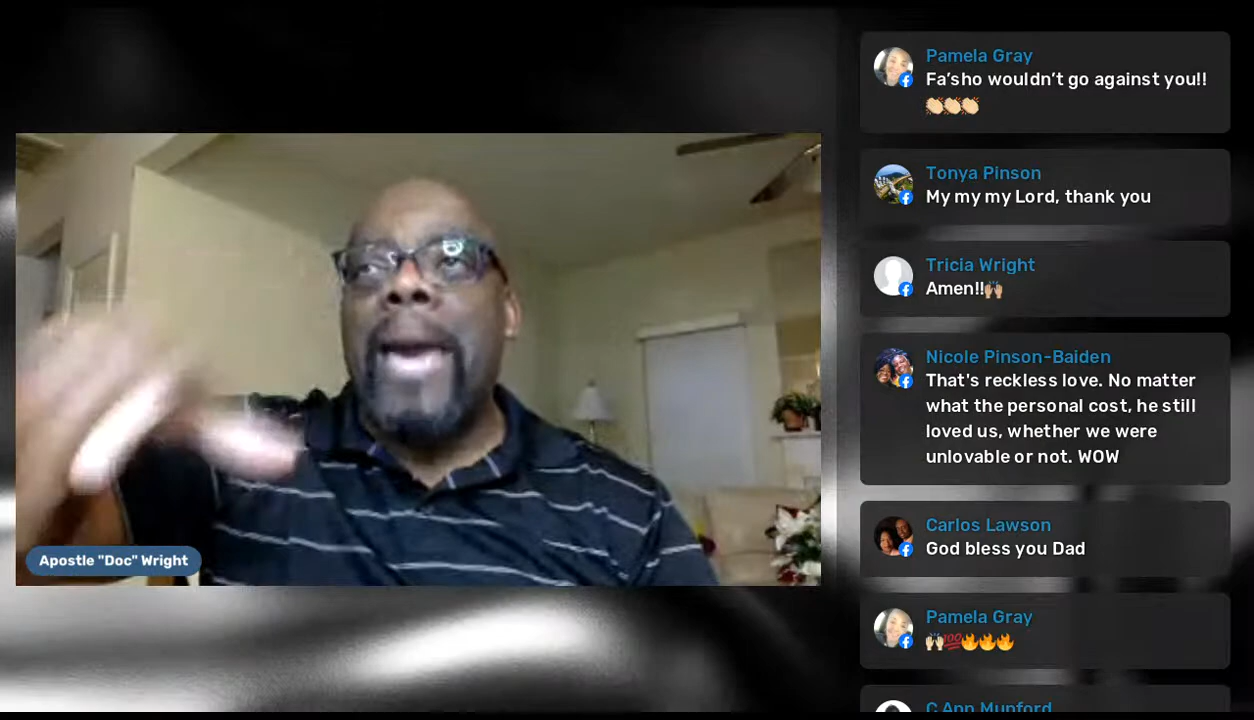 Pamela Gray
Fa'sho wouldn't go against you!!
👏🏼👏🏼👏🏼
Tonya Pinson
My my my Lord, thank you
Tricia Wright
Amen!!🙌🏽
Nicole Pinson-Baiden
That's reckless love. No matter
what the personal cost, he still
loved us, whether we were
unlovable or not. WOW
Carlos Lawson
God bless you Dad
Pamela Gray
🙌🏼💯🔥🔥🔥
C Ann Munford
Apostle "Doc" Wright